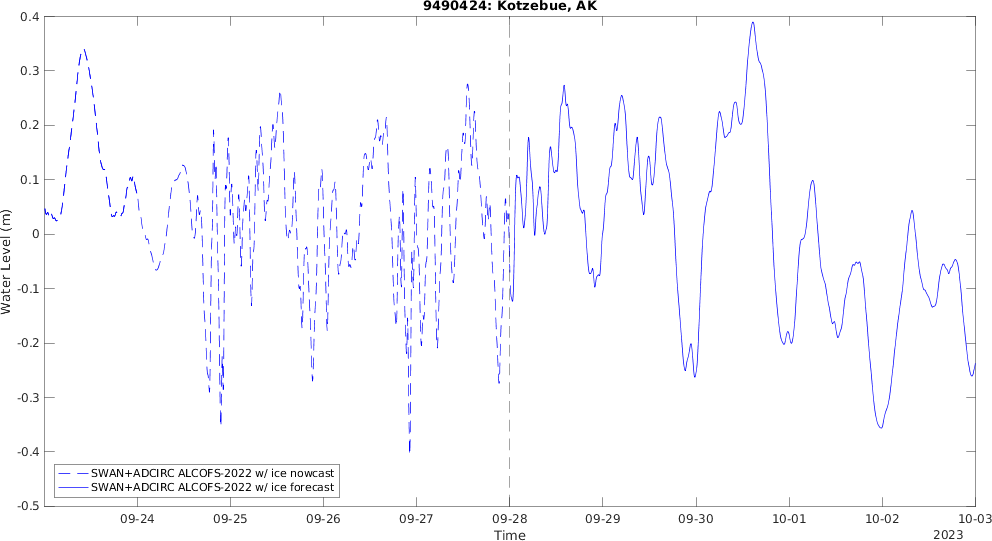 9490424: Kotzebue, AK
0.4
0.3
0.2
0.1
0
-0.1
-0.2
-0.3
-0.4
-0.5
Water Level (m)
SWAN+ADCIRC ALCOFS-2022 w/ ice nowcast
SWAN+ADCIRC ALCOFS-2022 w/ ice forecast
09-24 09-25 09-26 09-27 09-28 09-29 09-30 10-01 10-02 10-03
Time
2023